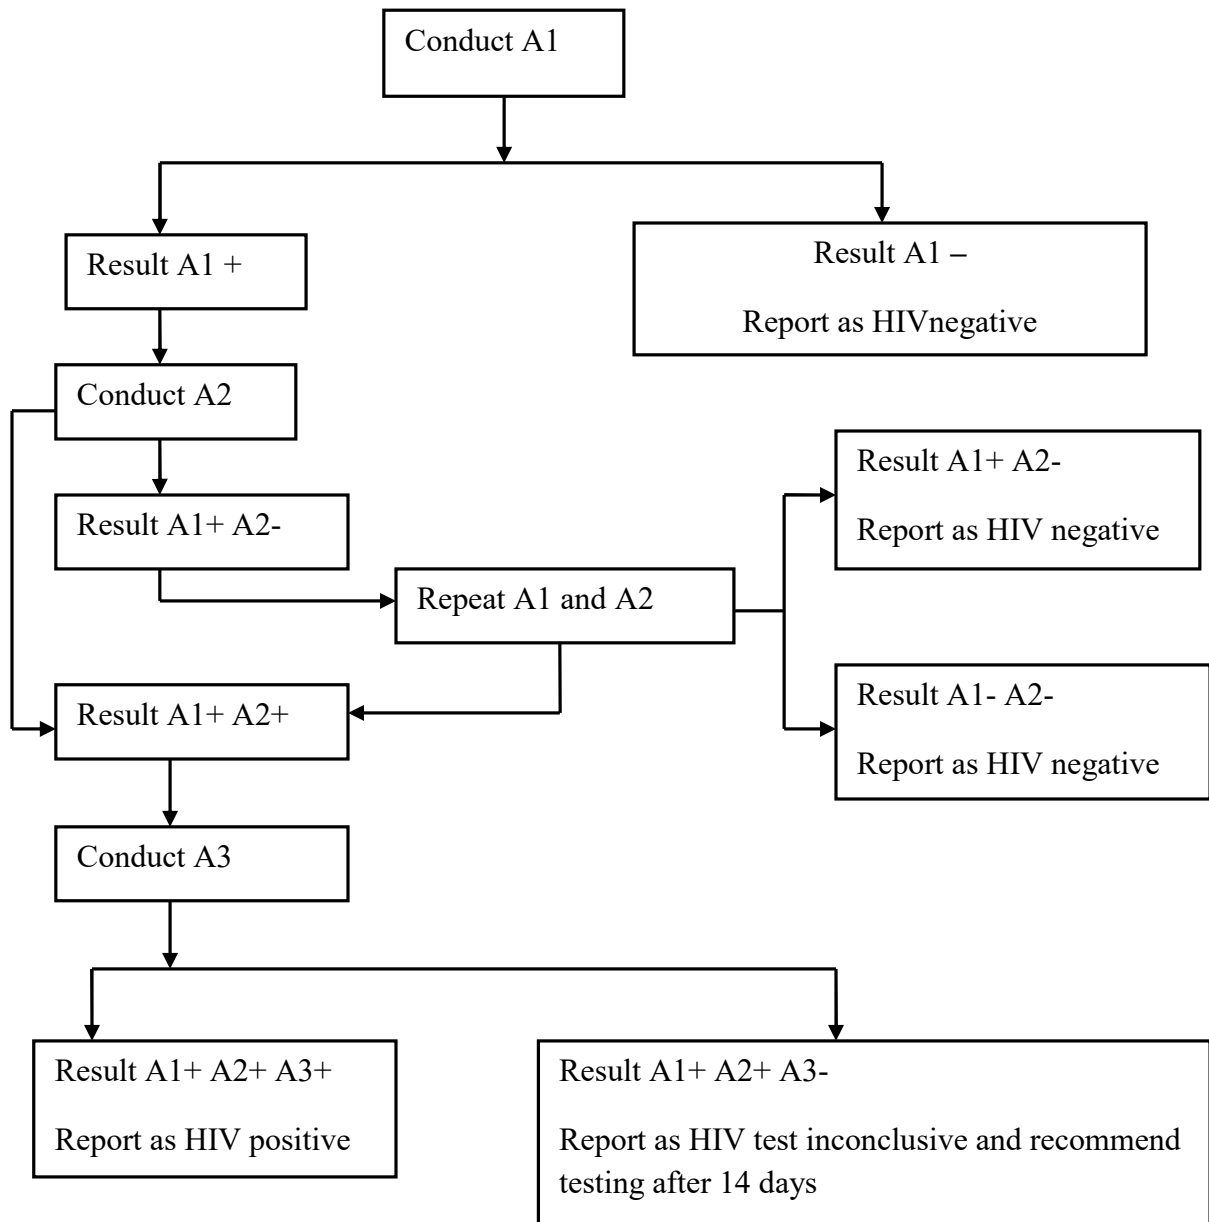 Conduct A1
Result A1 +
Result A1 –
Report as HIVnegative
Conduct A2
Result A1+ A2-
Report as HIV negative
Result A1+ A2-
Repeat A1 and A2
Result A1- A2-
Report as HIV negative
Result A1+ A2+
Conduct A3
Result A1+ A2+ A3+
Report as HIV positive
Result A1+ A2+ A3-
Report as HIV test inconclusive and recommend
testing after 14 days